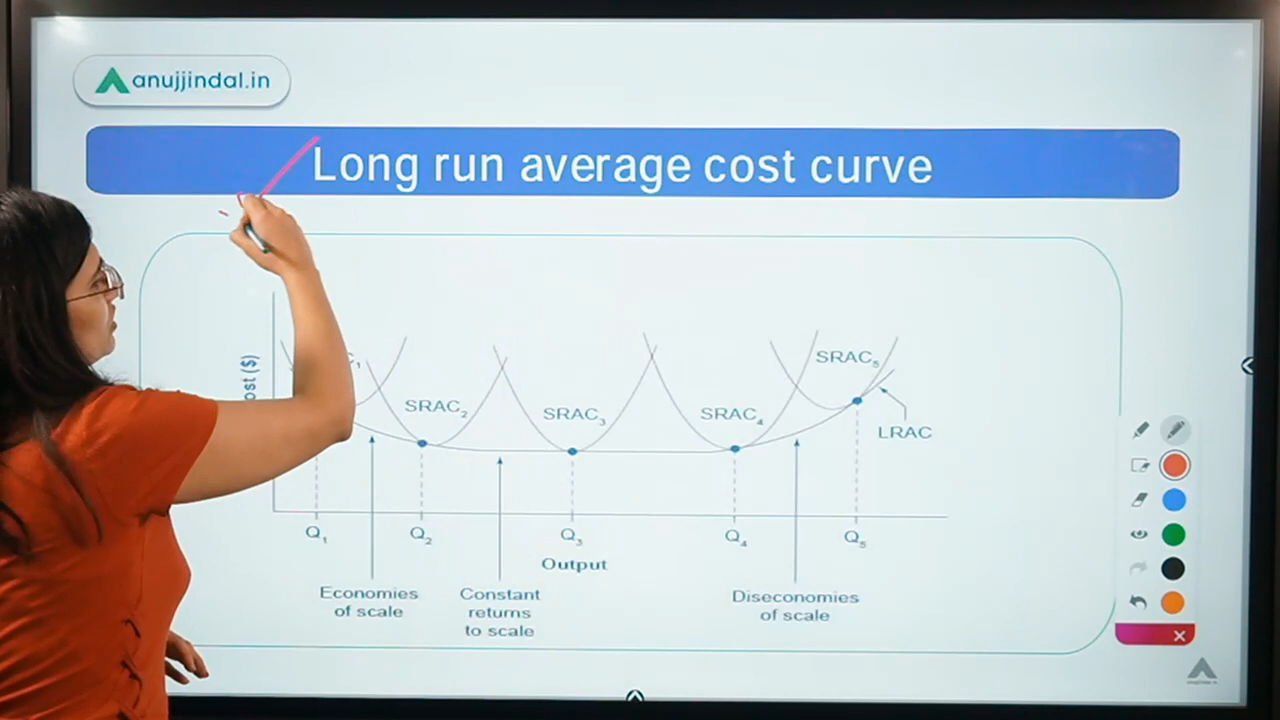 anujjindal.in
Long run average cost curve
ost ($)
SRAC₂
SRAC₃
SRAC₄
SRAC₅
LRAC
Q₁
Q₂
Q₃
Q₄
Q₅
Output
Economies
of scale
Constant
returns
to scale
Diseconomies
of scale